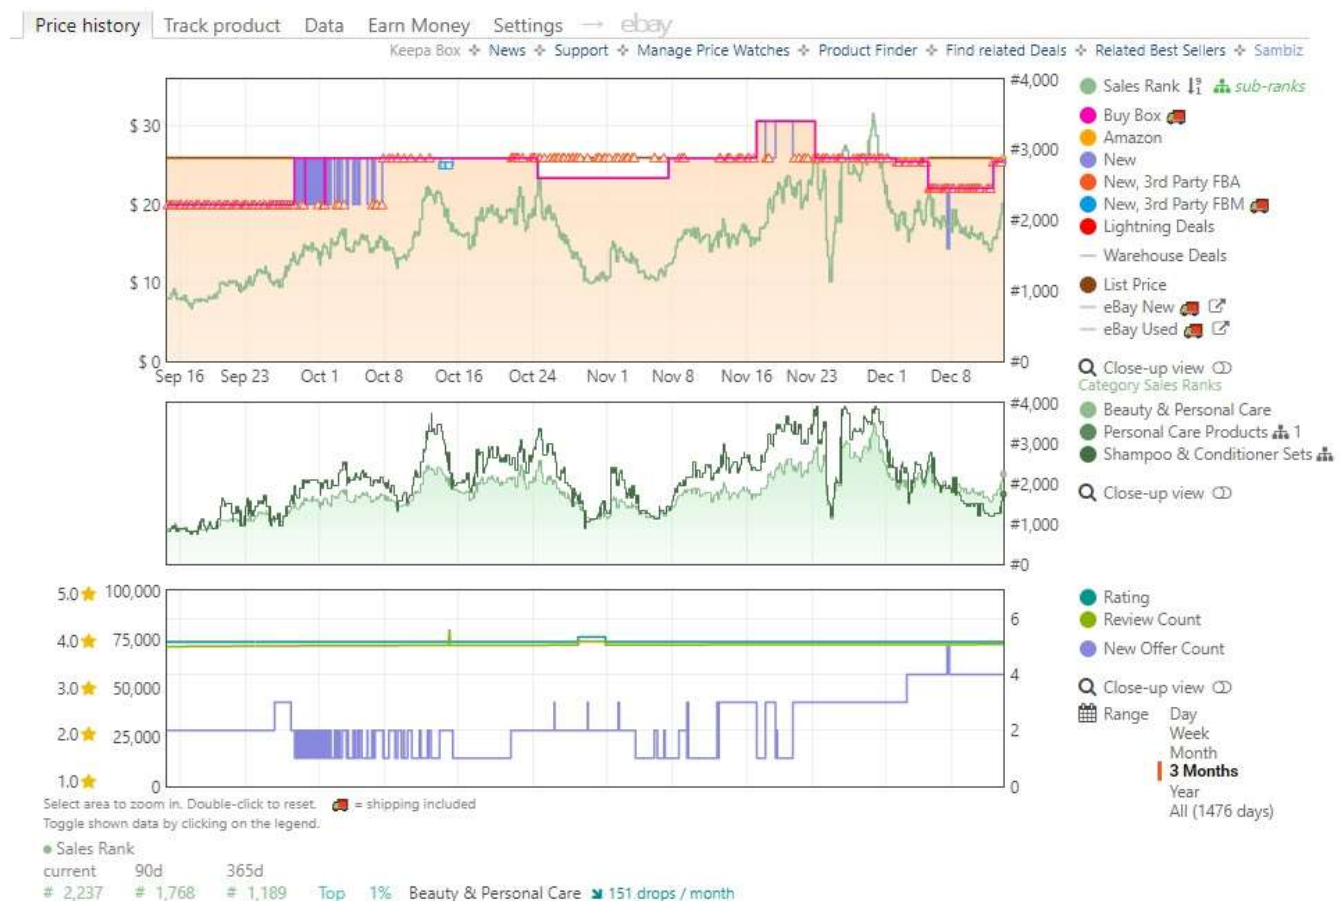 Price history Track product Data Earn Money Settings → ebay
Keepa Box ✧ News ✧ Support ✧ Manage Price Watches ✧ Product Finder ✧ Find related Deals ✧ Related Best Sellers ✧ Sambiz
$ 30
$ 20
$ 10
$ 0
#4,000
#3,000
#2,000
#1,000
#0
Sep 16 Sep 23 Oct 1 Oct 8 Oct 16 Oct 24 Nov 1 Nov 8 Nov 16 Nov 23 Dec 1 Dec 8
Sales Rank sub-ranks
Buy Box
Amazon
New
New, 3rd Party FBA
New, 3rd Party FBM
Lightning Deals
Warehouse Deals
List Price
eBay New
eBay Used
Close-up view
Category Sales Ranks
#4,000
#3,000
#2,000
#1,000
#0
Beauty & Personal Care
Personal Care Products 1
Shampoo & Conditioner Sets
Close-up view
5.0 100,000
4.0 75,000
3.0 50,000
2.0 25,000
1.0 0
6
4
2
0
Rating
Review Count
New Offer Count
Close-up view
Range Day
Week
Month
3 Months
Year
All (1476 days)
Select area to zoom in. Double-click to reset. = shipping included
Toggle shown data by clicking on the legend.
Sales Rank
current 90d 365d
# 2,237 # 1,768 # 1,189 Top 1% Beauty & Personal Care 151 drops / month